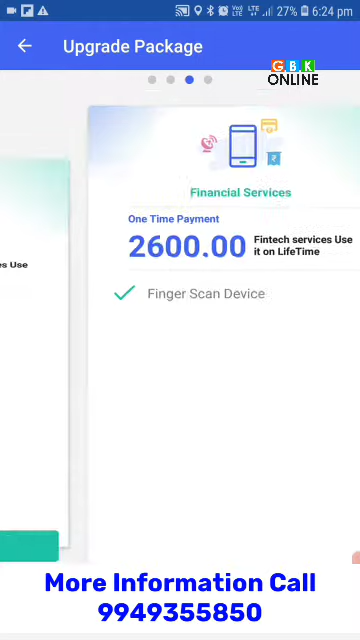 27% 6:24 pm
Upgrade Package
GBK
ONLINE
Financial Services
One Time Payment
2600.00 Fintech services Use
it on LifeTime
es Use
Finger Scan Device
More Information Call
9949355850